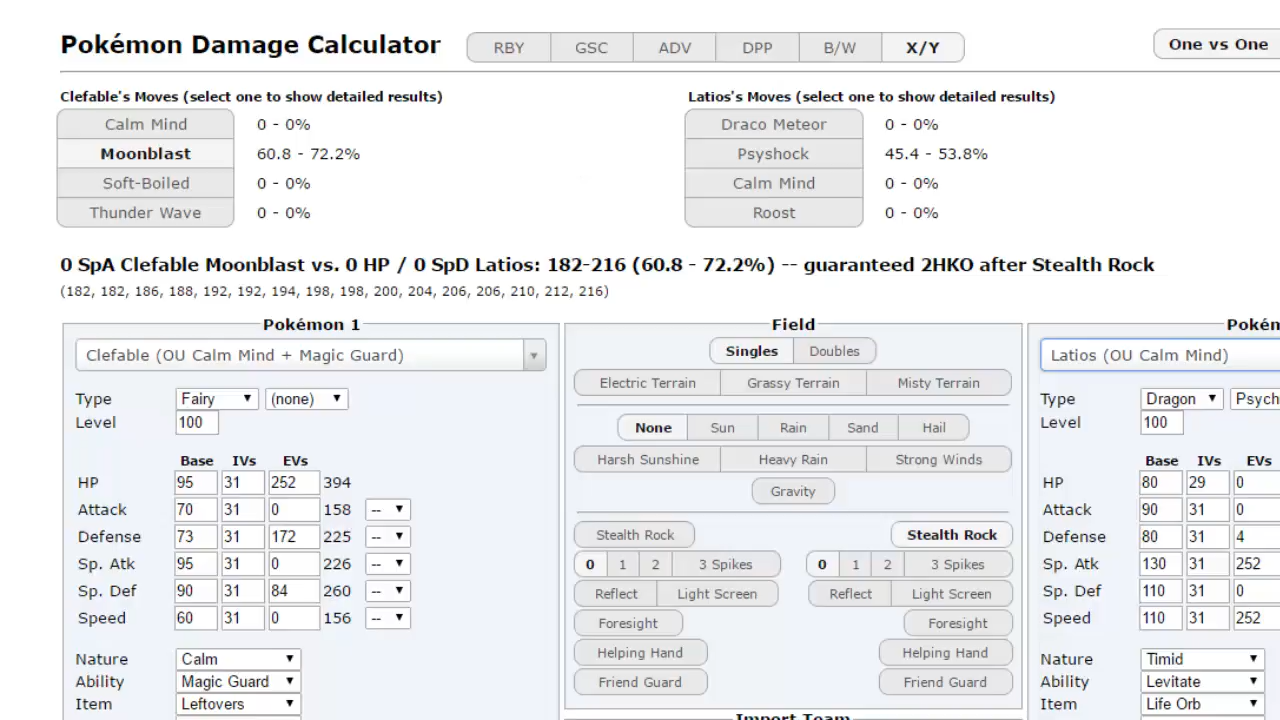 Pokémon Damage Calculator RBY GSC ADV DPP B/W X/Y One vs One
Clefable's Moves (select one to show detailed results) Latios's Moves (select one to show detailed results)
Calm Mind 0 - 0% Draco Meteor 0 - 0%
Moonblast 60.8 - 72.2% Psyshock 45.4 - 53.8%
Soft-Boiled 0 - 0% Calm Mind 0 - 0%
Thunder Wave 0 - 0% Roost 0 - 0%
0 SpA Clefable Moonblast vs. 0 HP / 0 SpD Latios: 182-216 (60.8 - 72.2%) -- guaranteed 2HKO after Stealth Rock
(182, 182, 186, 188, 192, 192, 194, 198, 198, 200, 204, 206, 206, 210, 212, 216)
Pokémon 1
Clefable (OU Calm Mind + Magic Guard)
Type Fairy (none)
Level 100
Base IVs EVs
HP 95 31 252 394
Attack 70 31 0 158 --
Defense 73 31 172 225 --
Sp. Atk 95 31 0 226 --
Sp. Def 90 31 84 260 --
Speed 60 31 0 156 --
Nature Calm
Ability Magic Guard
Item Leftovers
Field
Singles Doubles
Electric Terrain Grassy Terrain Misty Terrain
None Sun Rain Sand Hail
Harsh Sunshine Heavy Rain Strong Winds
Gravity
Stealth Rock Stealth Rock
0 1 2 3 Spikes 0 1 2 3 Spikes
Reflect Light Screen Reflect Light Screen
Foresight Foresight
Helping Hand Helping Hand
Friend Guard Friend Guard
Import Team
Pokém
Latios (OU Calm Mind)
Type Dragon Psych
Level 100
Base IVs EVs
HP 80 29 0
Attack 90 31 0
Defense 80 31 4
Sp. Atk 130 31 252
Sp. Def 110 31 0
Speed 110 31 252
Nature Timid
Ability Levitate
Item Life Orb